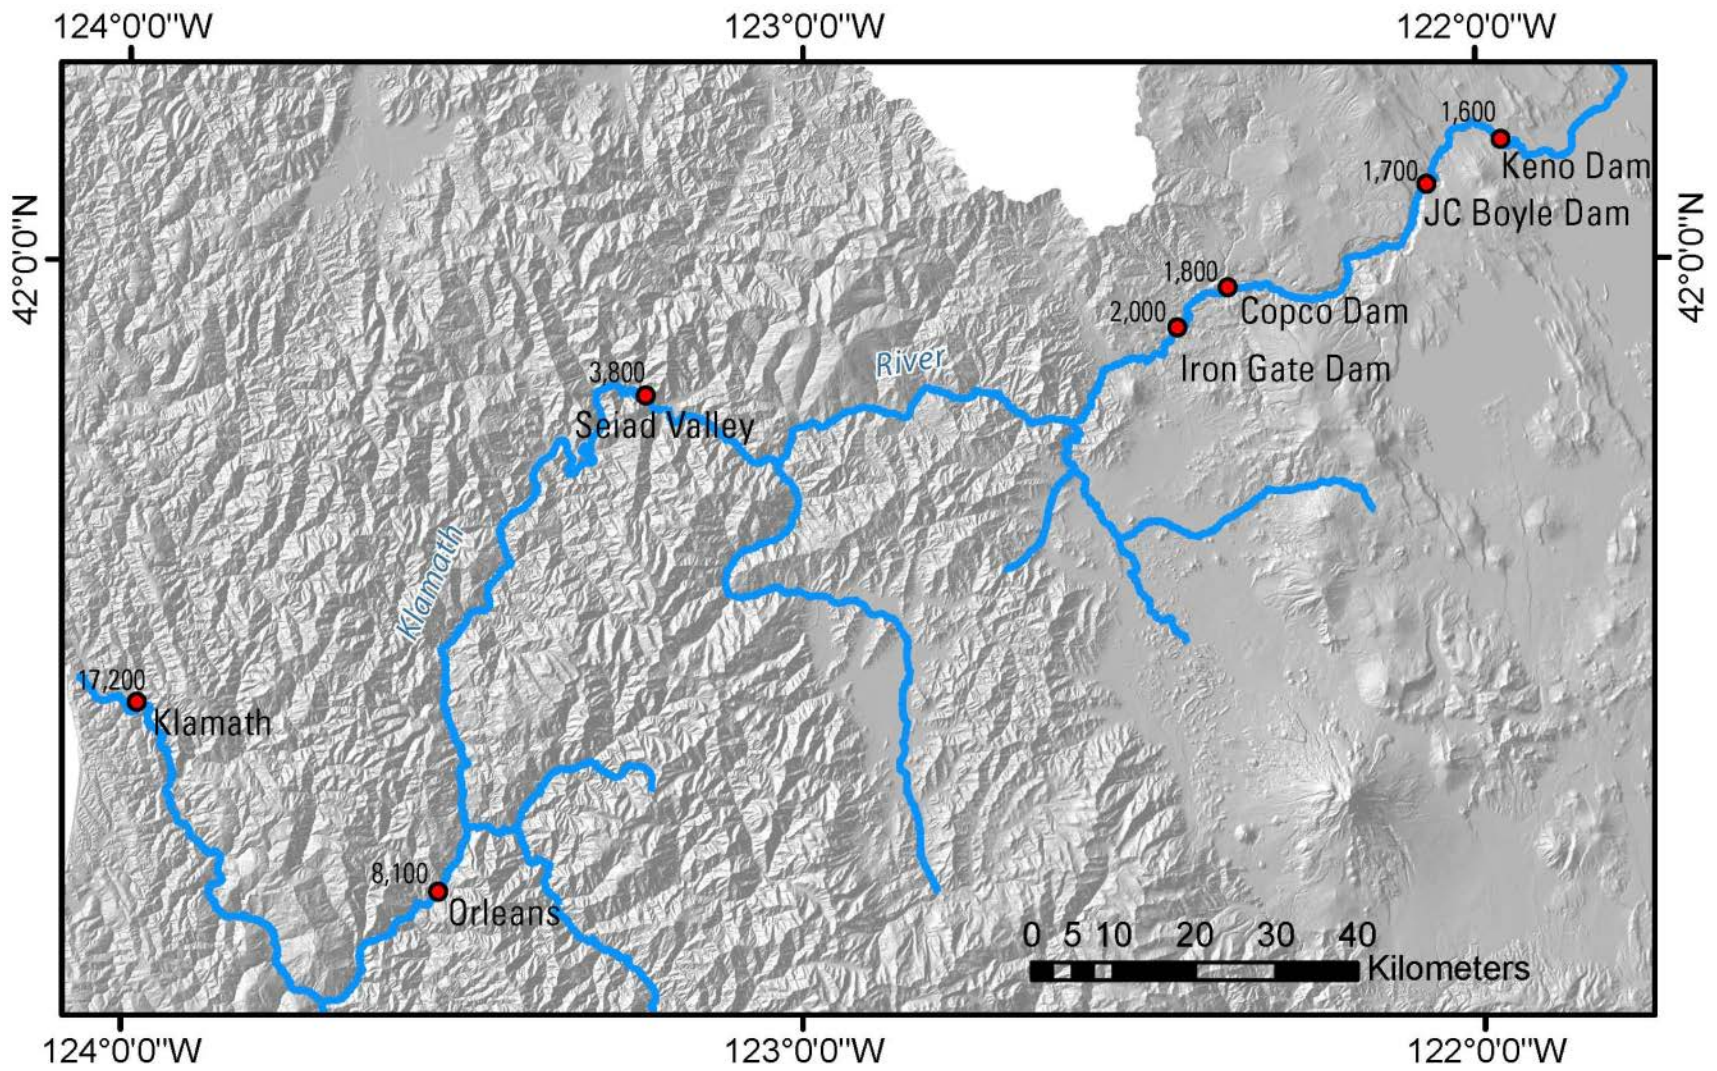 124°0'0"W
123°0'0"W
122°0'0"W
1,600
Keno Dam
1,700
JC Boyle Dam
42°0'0"N
42°0'0"N
1,800
Copco Dam
2,000
Iron Gate Dam
River
3,800
Seiad Valley
Klamath
17,200
Klamath
8,100
Orleans
0 5 10 20 30 40
Kilometers
124°0'0"W
123°0'0"W
122°0'0"W